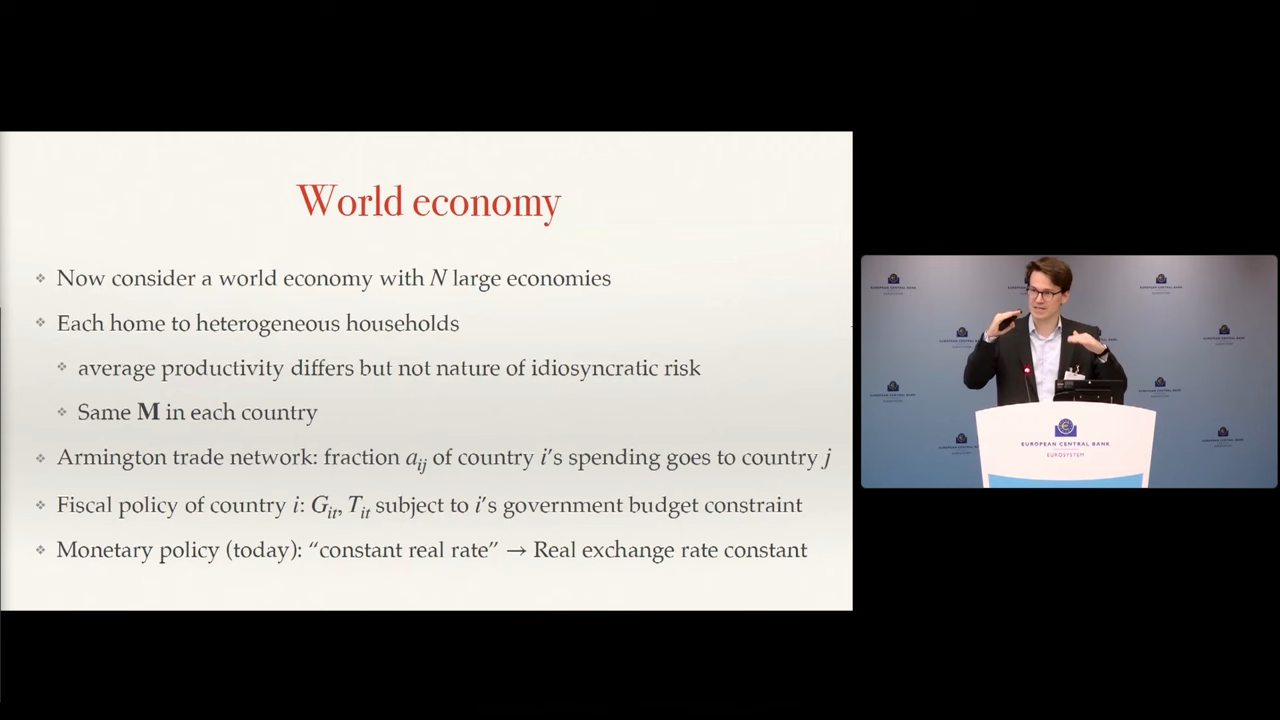 World economy
Now consider a world economy with N large economies
Each home to heterogeneous households
average productivity differs but not nature of idiosyncratic risk
Same M in each country
Armington trade network: fraction aij of country i's spending goes to country j
Fiscal policy of country i: Git, Tit subject to i's government budget constraint
Monetary policy (today): “constant real rate” → Real exchange rate constant
EUROPEAN CENTRAL BANK
EUROSYSTEM